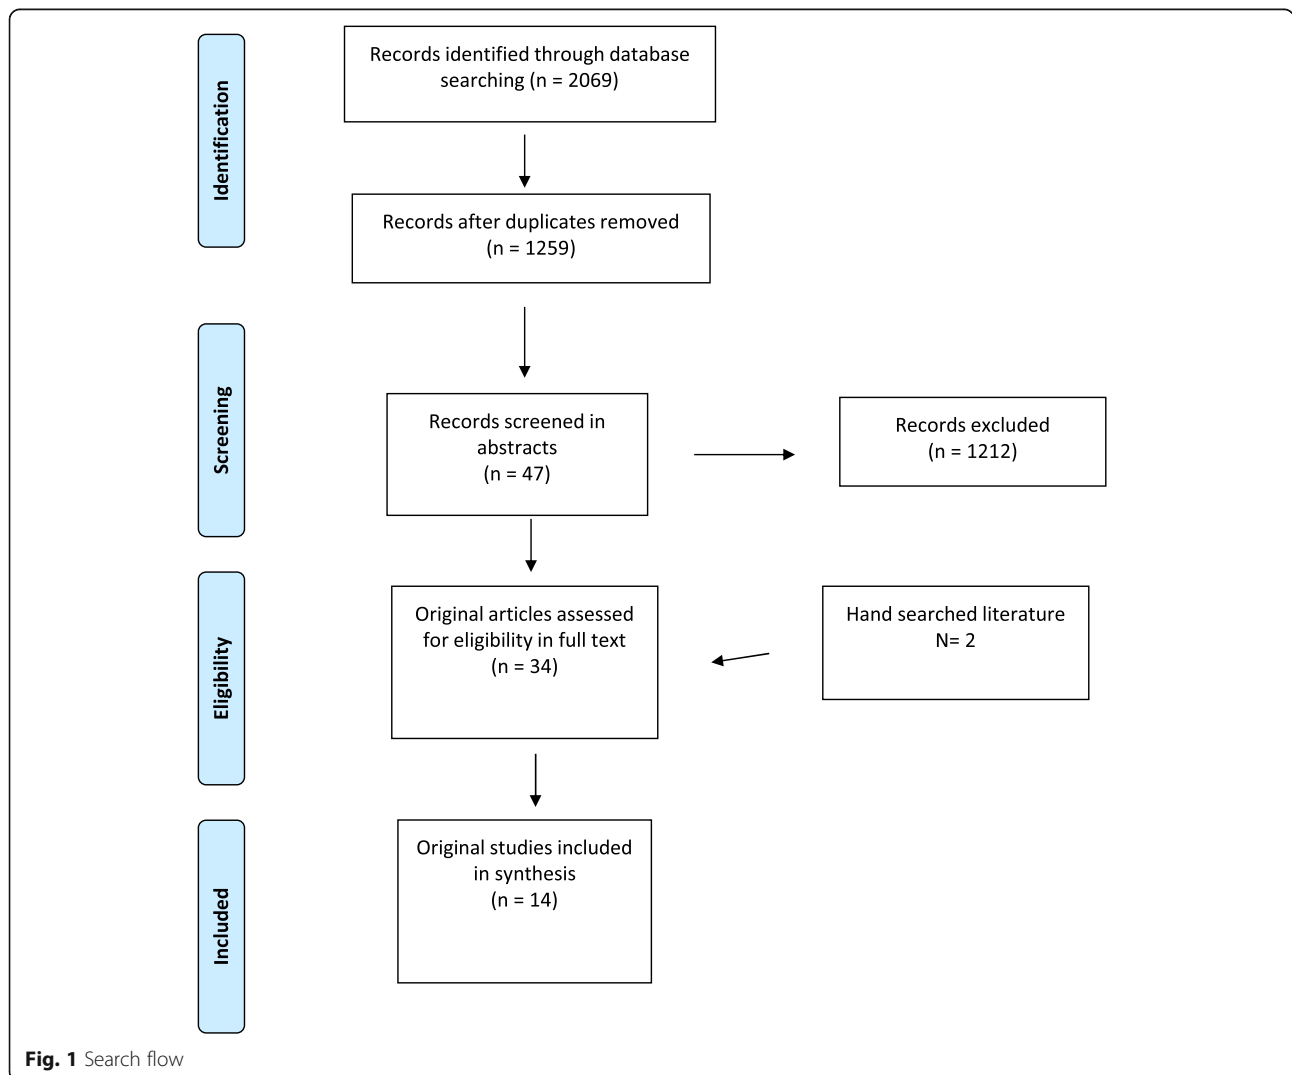 Identification
Records identified through database
searching (n = 2069)
Records after duplicates removed
(n = 1259)
Screening
Records screened in
abstracts
(n = 47)
Records excluded
(n = 1212)
Eligibility
Original articles assessed
for eligibility in full text
(n = 34)
Hand searched literature
N= 2
Included
Original studies included
in synthesis
(n = 14)
Fig. 1 Search flow